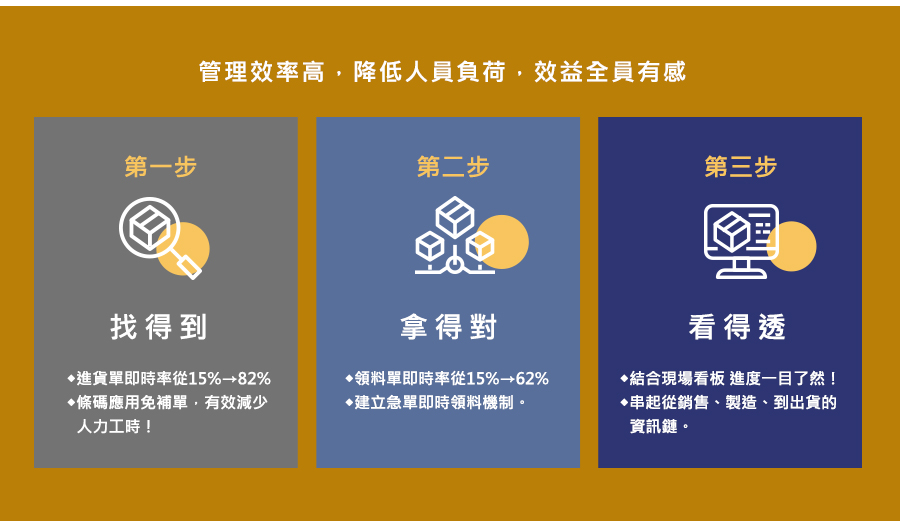 管理效率高，降低人員負荷，效益全員有感
第一步
找得到
◆進貨單即時率從15%→82%
◆條碼應用免補單，有效減少
人力工時！
第二步
拿得對
◆領料單即時率從15%→62%
◆建立急單即時領料機制。
第三步
看得透
◆結合現場看板 進度一目了然！
◆串起從銷售、製造、到出貨的
資訊鏈。